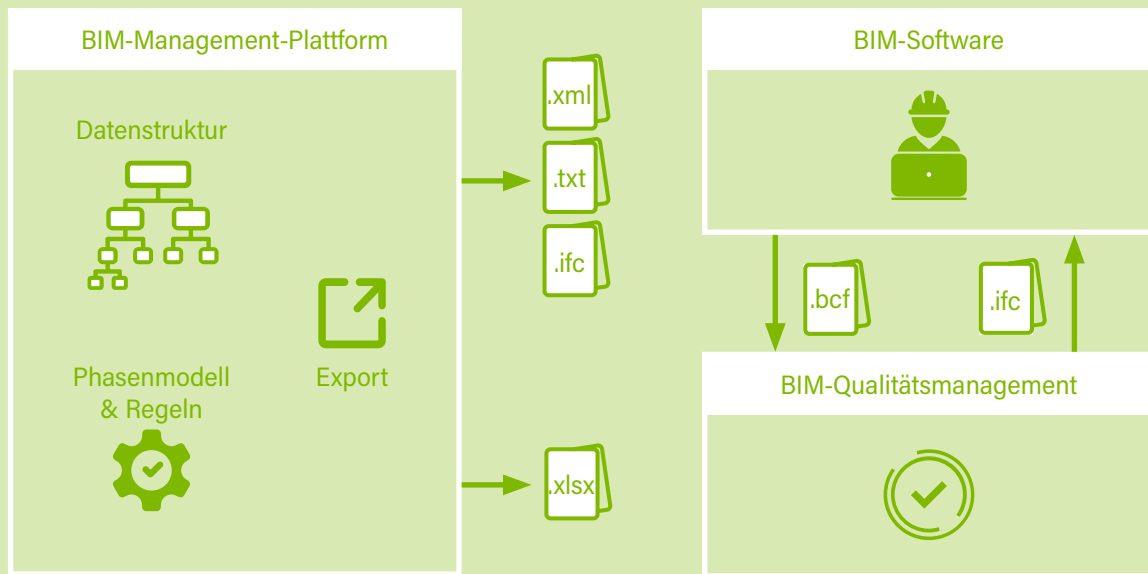 BIM-Management-Plattform
Datenstruktur
Phasenmodell
& Regeln
Export
.xml
.txt
.ifc
.xlsx
BIM-Software
.bcf
.ifc
BIM-Qualitätsmanagement